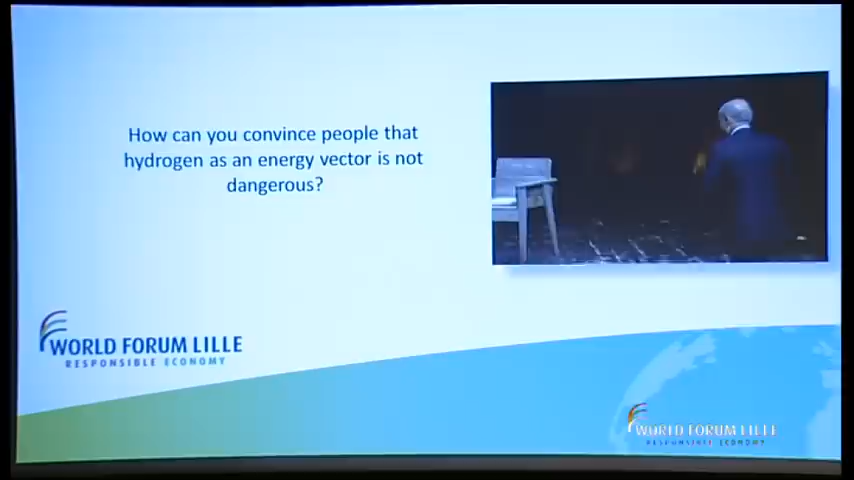 How can you convince people that
hydrogen as an energy vector is not
dangerous?
WORLD FORUM LILLE
RESPONSIBLE ECONOMY
WORLD FORUM LILLE
RESPONSIBLE ECONOMY